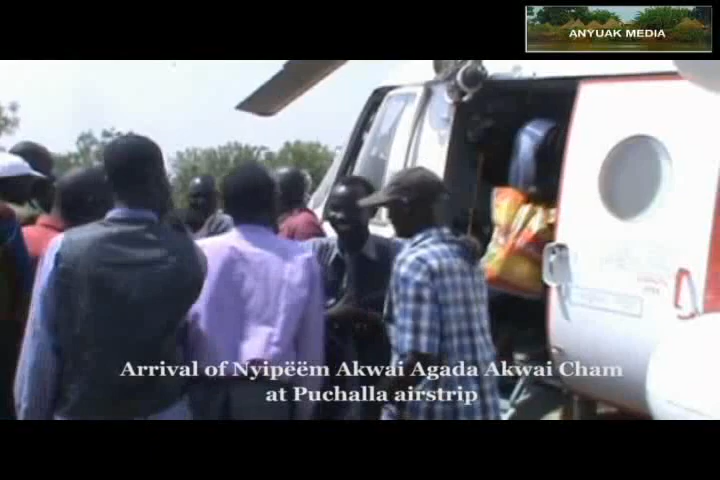 ANYUAK MEDIA
Arrival of Nyipëëm Akwai Agada Akwai Cham
at Puchalla airstrip